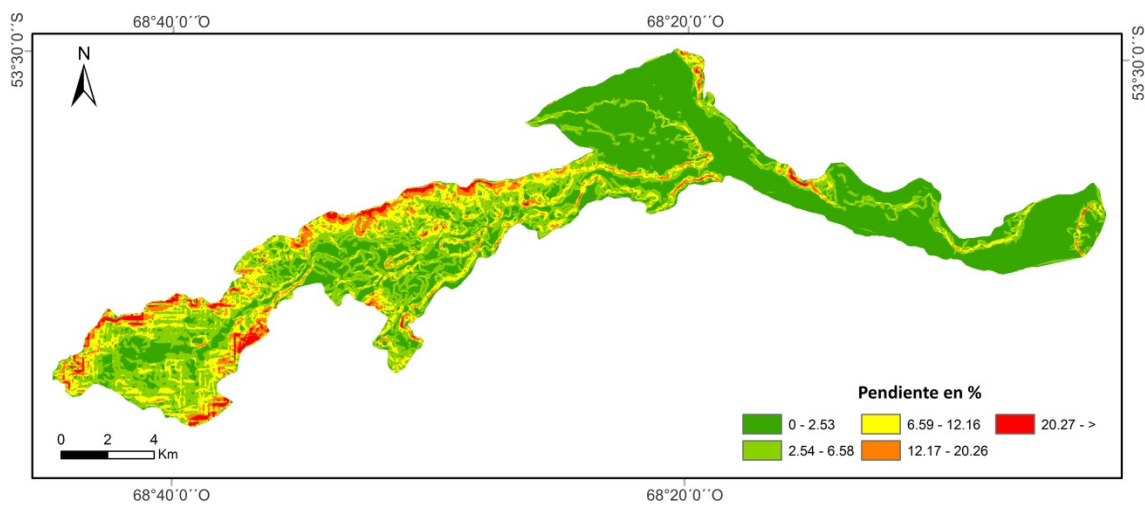 68°40´0´´O 68°20´0´´O
53°30´0´´S
53°30´0´´S
N
Pendiente en %
0 - 2.53 6.59 - 12.16 20.27 - >
2.54 - 6.58 12.17 - 20.26
0 2 4
Km
68°40´0´´O 68°20´0´´O